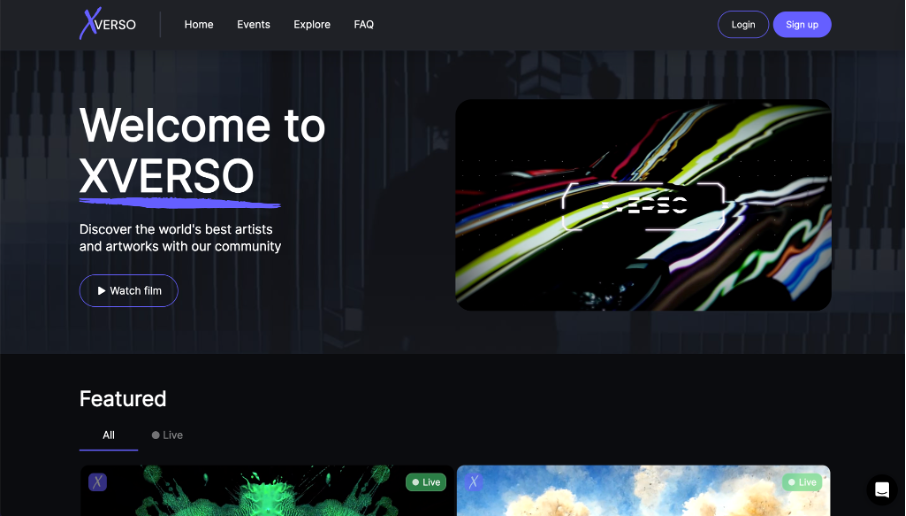 XVERSO
Home
Events
Explore
FAQ
Login
Sign up
Welcome to
XVERSO
Discover the world's best artists
and artworks with our community
Watch film
Featured
All
Live
X
Live
X
Live